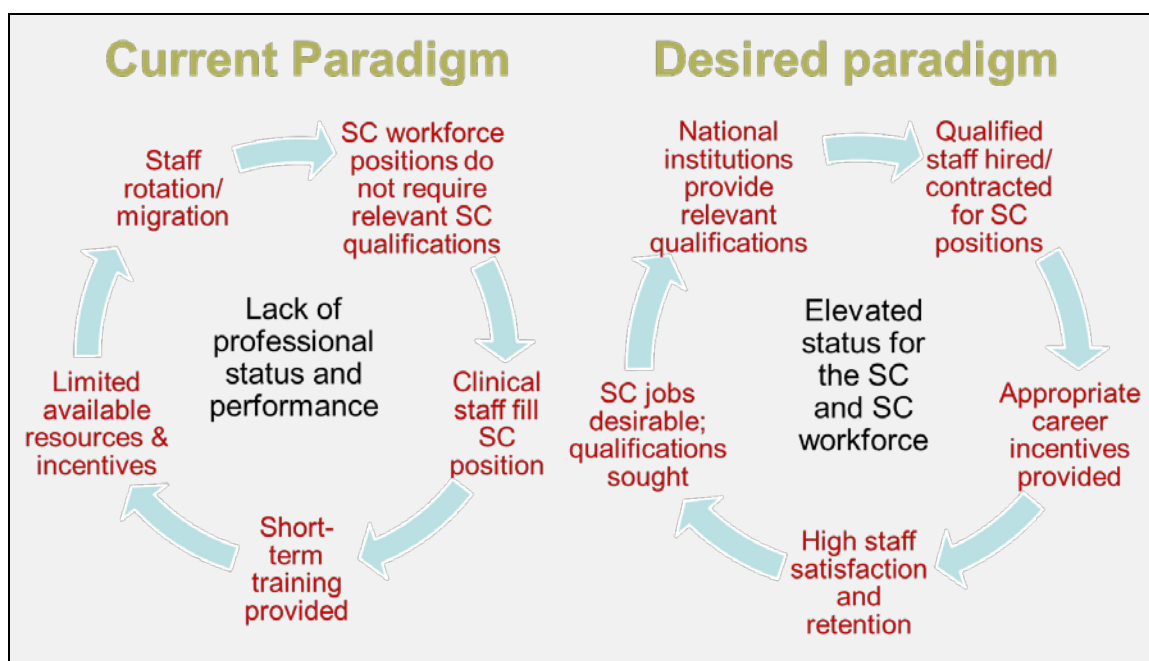 Current Paradigm
Staff
rotation/
migration
SC workforce
positions do
not require
relevant SC
qualifications
Clinical
staff fill
SC
position
Short-
term
training
provided
Limited
available
resources &
incentives
Lack of
professional
status and
performance
Desired paradigm
National
institutions
provide
relevant
qualifications
Qualified
staff hired/
contracted
for SC
positions
Appropriate
career
incentives
provided
High staff
satisfaction
and
retention
SC jobs
desirable;
qualifications
sought
Elevated
status for
the SC
and SC
workforce